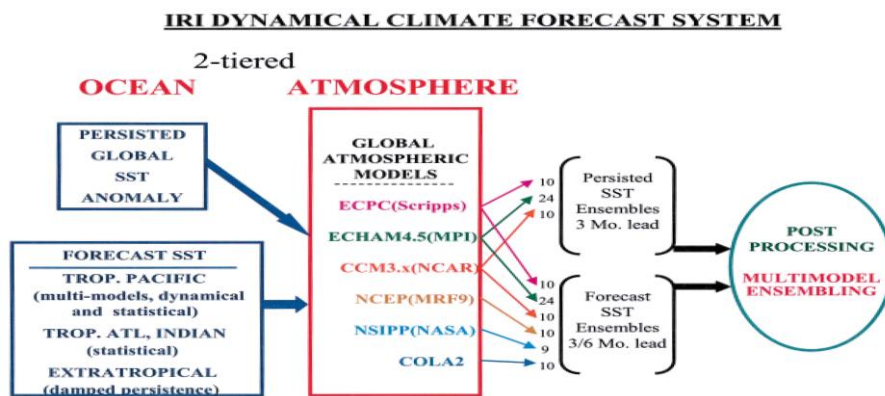 IRI DYNAMICAL CLIMATE FORECAST SYSTEM
2-tiered
OCEAN
ATMOSPHERE
PERSISTED
GLOBAL
SST
ANOMALY
FORECAST SST
TROP. PACIFIC
(multi-models, dynamical
and statistical)
TROP. ATL, INDIAN
(statistical)
EXTRATROPICAL
(damped persistence)
GLOBAL
ATMOSPHERIC
MODELS
ECPC(Scripps)
ECHAM4.5(MPI)
CCM3.x(NCAR)
NCEP(MRF9)
NSIPP(NASA)
COLA2
10
24
10
Persisted
SST
Ensembles
3 Mo. lead
10
24
10
10
9
10
Forecast
SST
Ensembles
3/6 Mo. lead
POST
PROCESSING
MULTIMODEL
ENSEMBLING